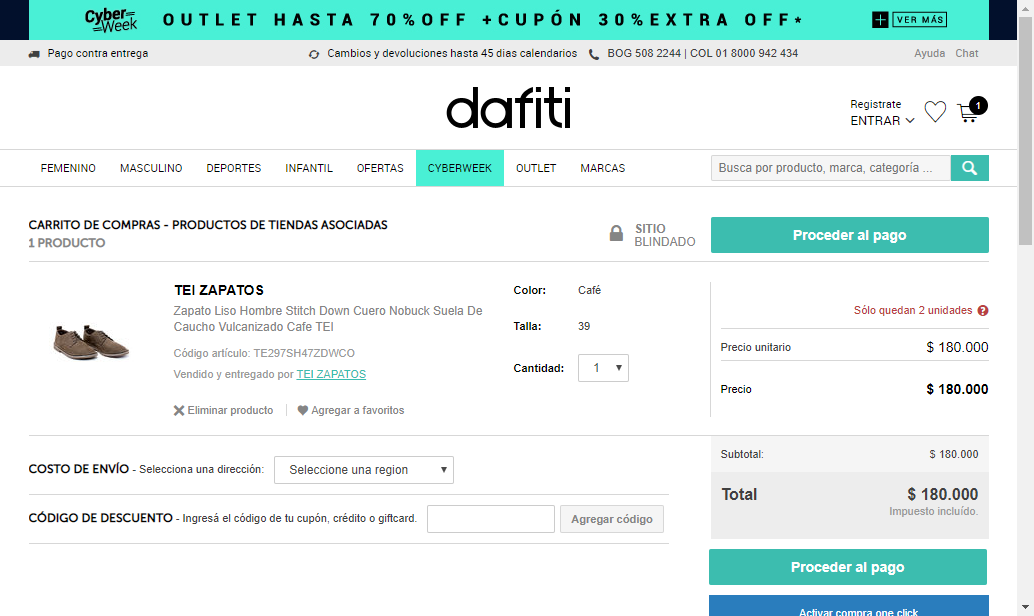 Cyber Week
OUTLET HASTA 70%OFF +CUPÓN 30%EXTRA OFF*
+ VER MÁS
Pago contra entrega
Cambios y devoluciones hasta 45 dias calendarios
BOG 508 2244 | COL 01 8000 942 434
Ayuda Chat
dafiti
Registrate
ENTRAR
1
FEMENINO MASCULINO DEPORTES INFANTIL OFERTAS CYBERWEEK OUTLET MARCAS
Busca por producto, marca, categoría ...
CARRITO DE COMPRAS - PRODUCTOS DE TIENDAS ASOCIADAS
1 PRODUCTO
SITIO
BLINDADO
Proceder al pago
TEI ZAPATOS
Zapato Liso Hombre Stitch Down Cuero Nobuck Suela De
Caucho Vulcanizado Cafe TEI
Código artículo: TE297SH47ZDWCO
Vendido y entregado por TEI ZAPATOS
Eliminar producto
Agregar a favoritos
Color: Café
Talla: 39
Cantidad: 1
Sólo quedan 2 unidades ?
Precio unitario $ 180.000
Precio $ 180.000
COSTO DE ENVÍO - Selecciona una dirección: Seleccione una region
CÓDIGO DE DESCUENTO - Ingresá el código de tu cupón, crédito o giftcard. Agregar código
Subtotal: $ 180.000
Total $ 180.000
Impuesto incluído.
Proceder al pago
Activar compra one click